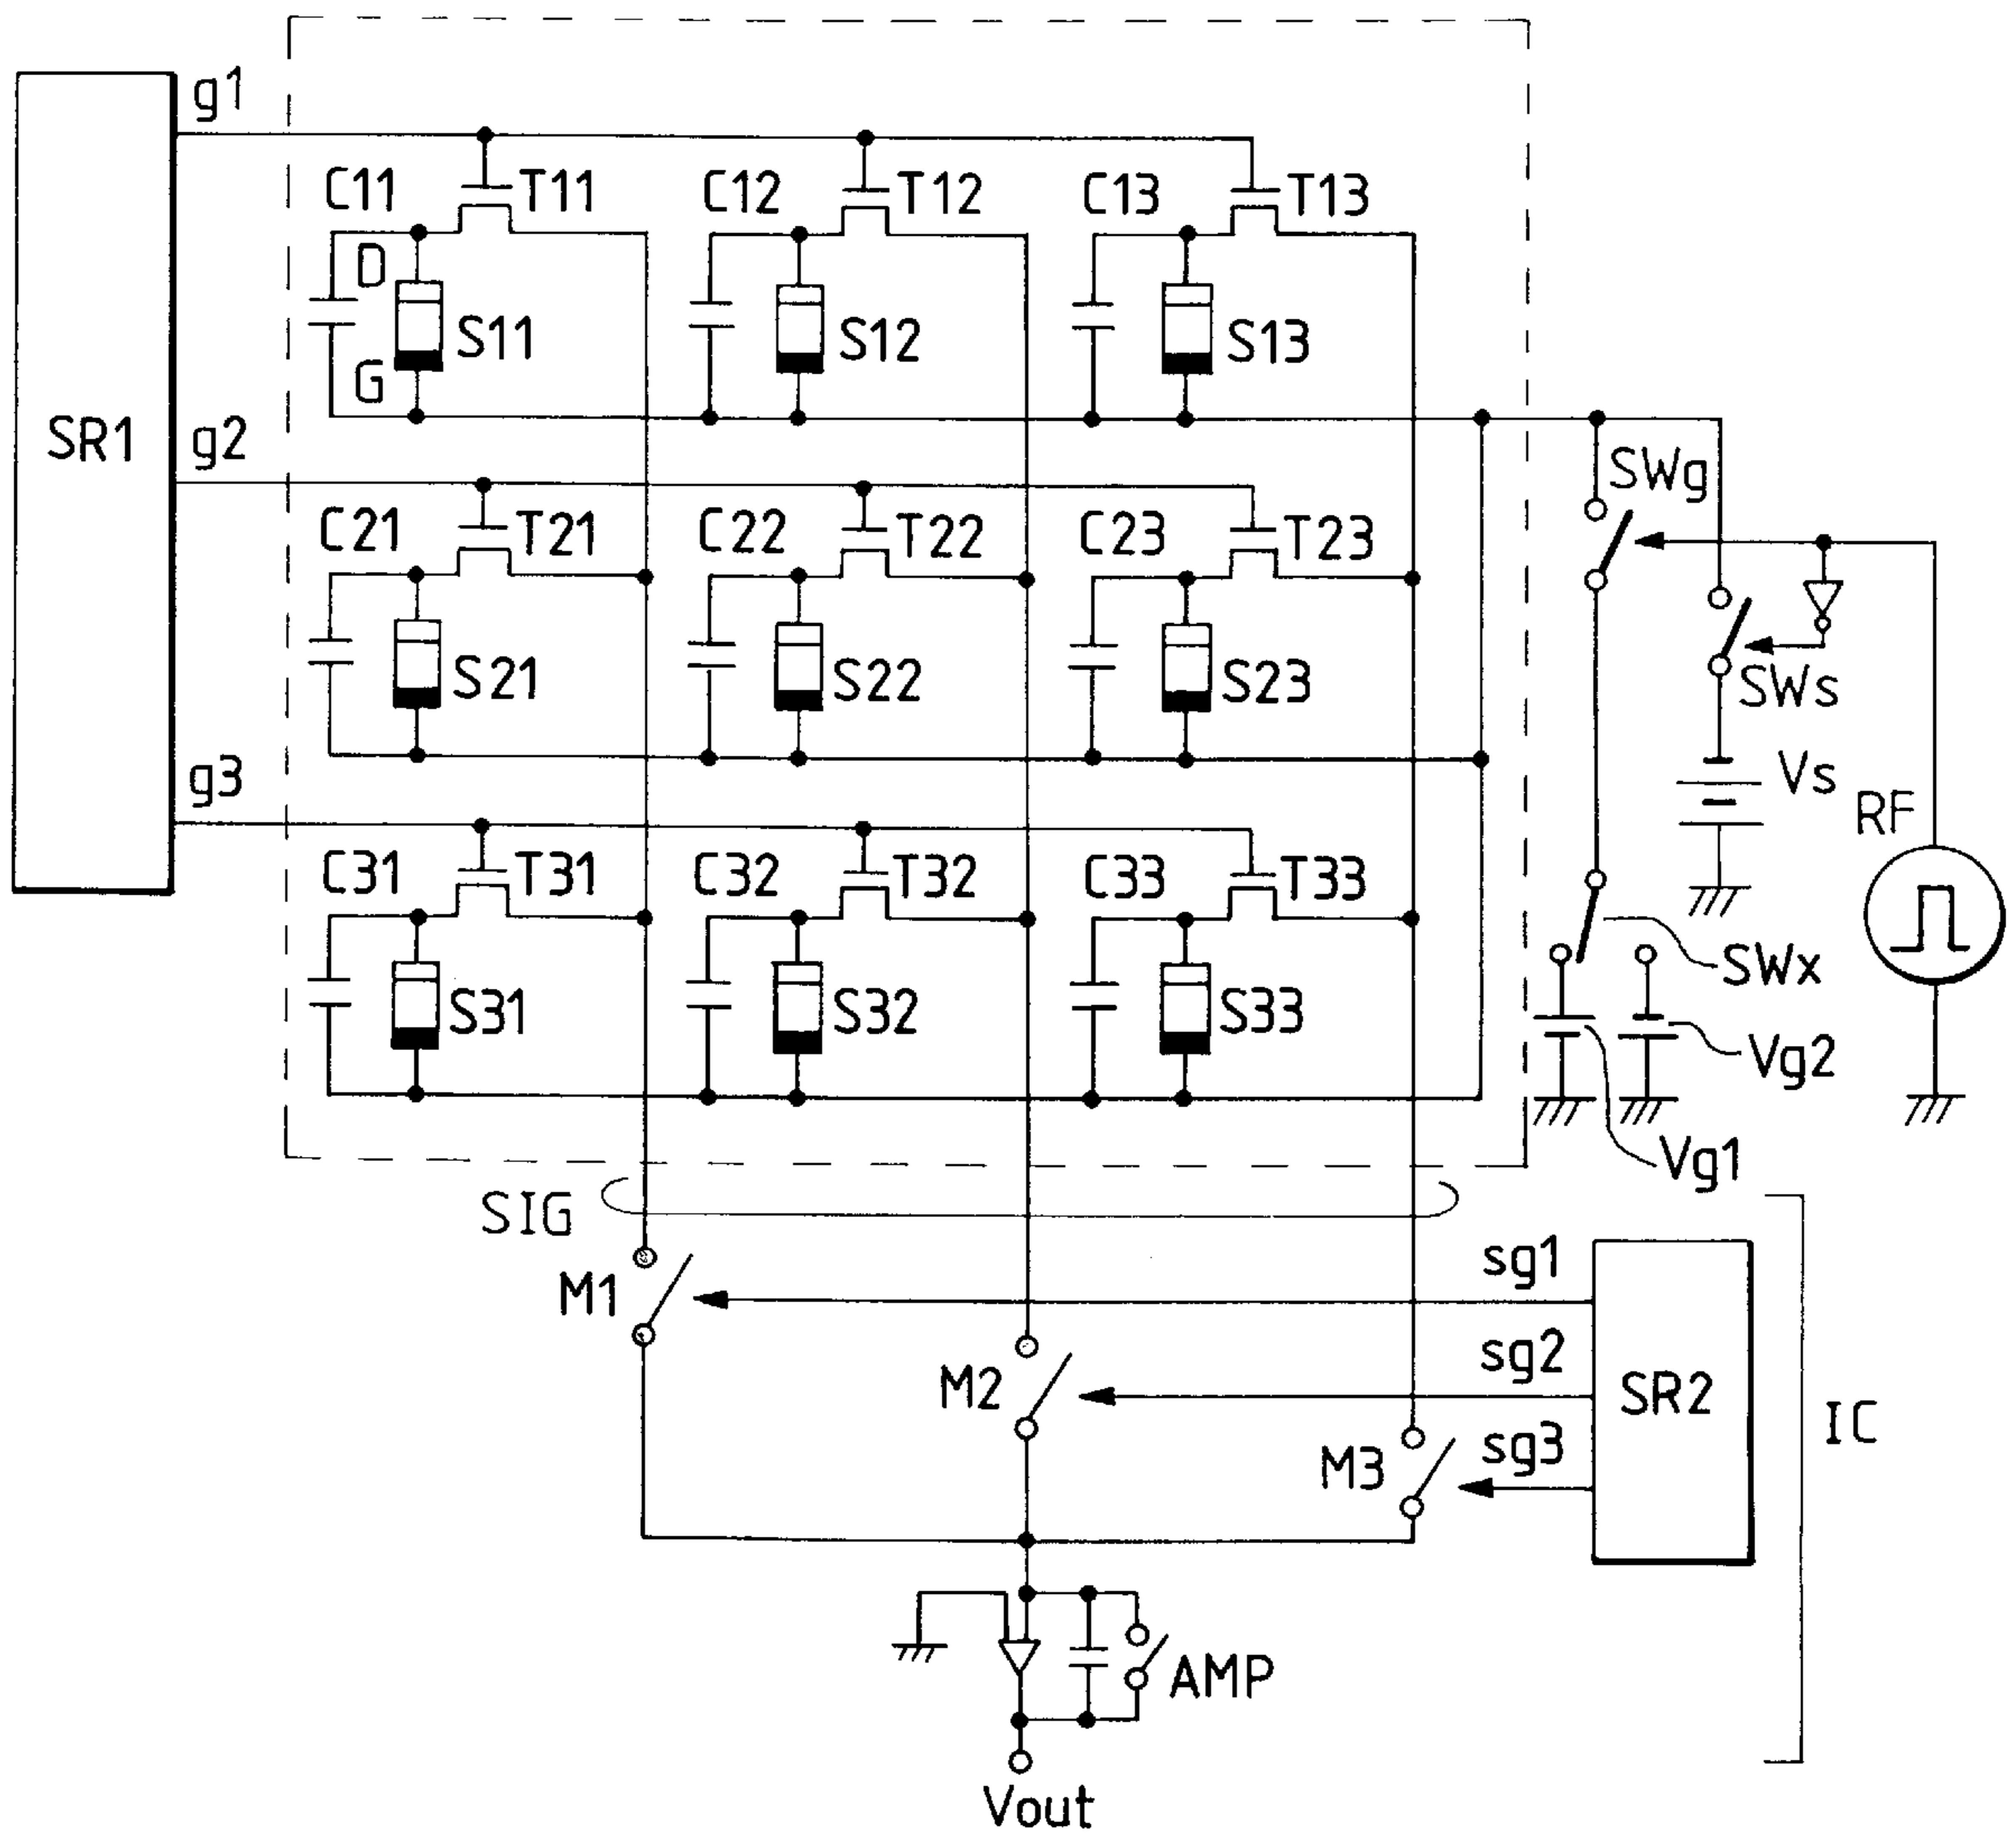 g1
C11 T11 C12 T12 C13 T13
D
S11 S12 S13
G
SR1 g2
SWg
C21 T21 C22 T22 C23 T23
S21 S22 S23
SWs
g3
Vs
RF
C31 T31 C32 T32 C33 T33
SWx
S31 S32 S33
Vg2
Vg1
SIG
sg1
M1
sg2
M2 SR2
IC
sg3
M3
AMP
Vout